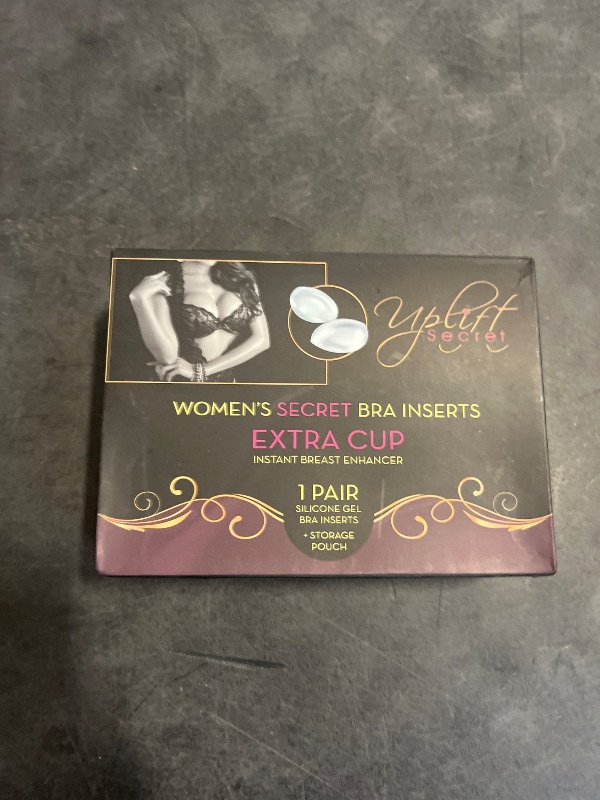 Uplift
Secret
WOMEN'S SECRET BRA INSERTS
EXTRA CUP
INSTANT BREAST ENHANCER
1 PAIR
SILICONE GEL
BRA INSERTS
+ STORAGE
POUCH